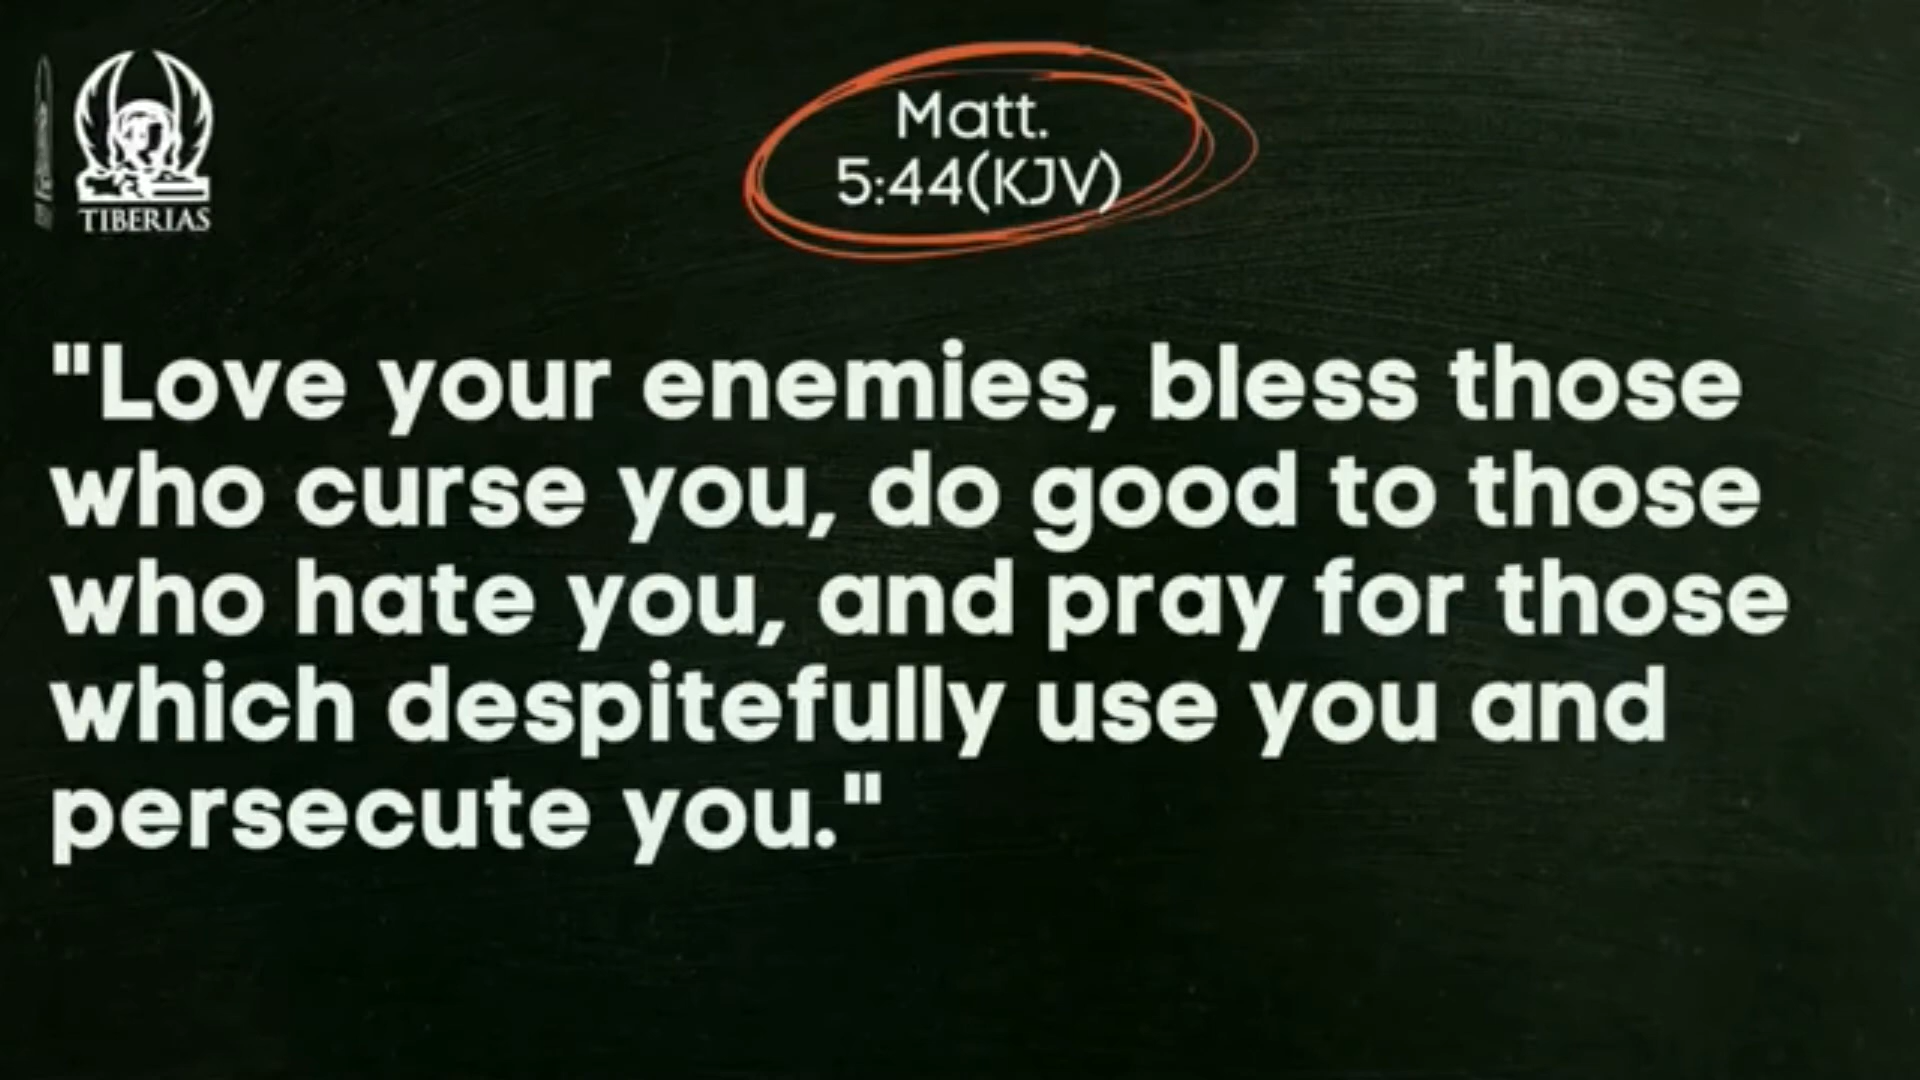 TIBERIAS
Matt.
5:44(KJV)
"Love your enemies, bless those
who curse you, do good to those
who hate you, and pray for those
which despitefully use you and
persecute you."